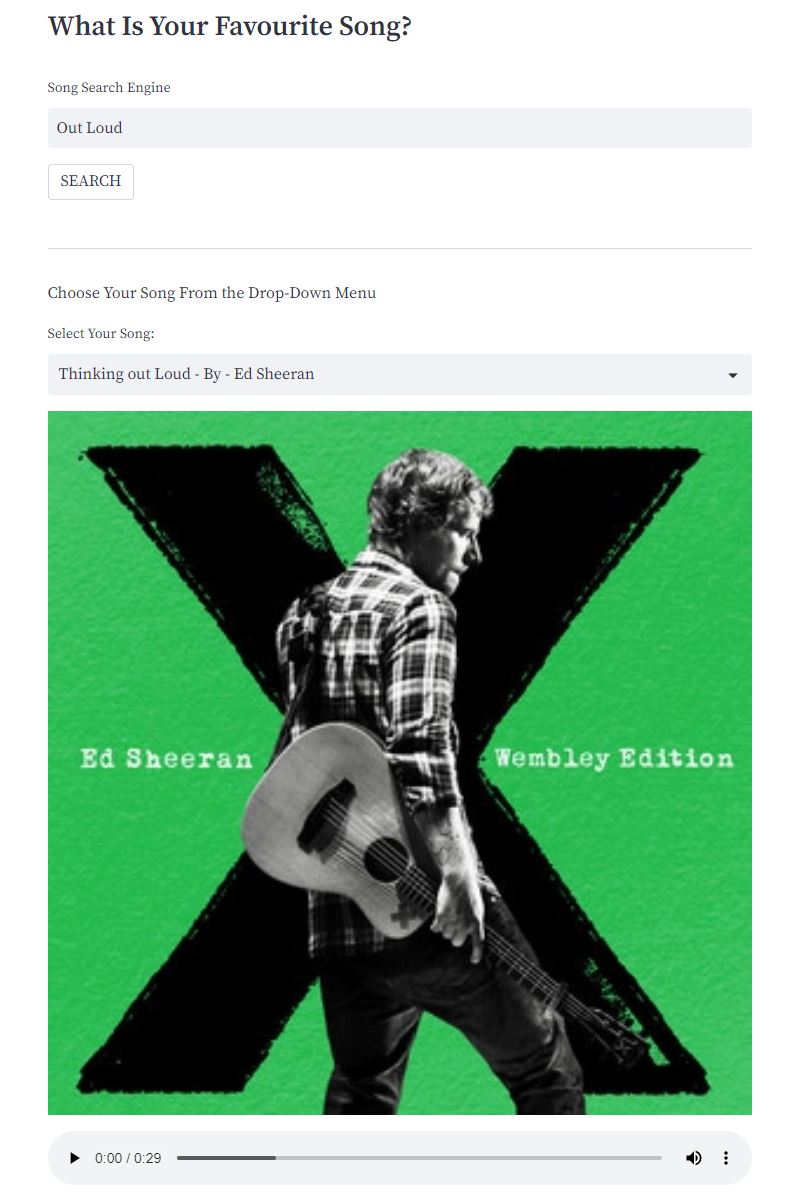 What Is Your Favourite Song?
Song Search Engine
Out Loud
SEARCH
Choose Your Song From the Drop-Down Menu
Select Your Song:
Thinking out Loud - By - Ed Sheeran
X
Ed Sheeran Wembley Edition
0:00 / 0:29